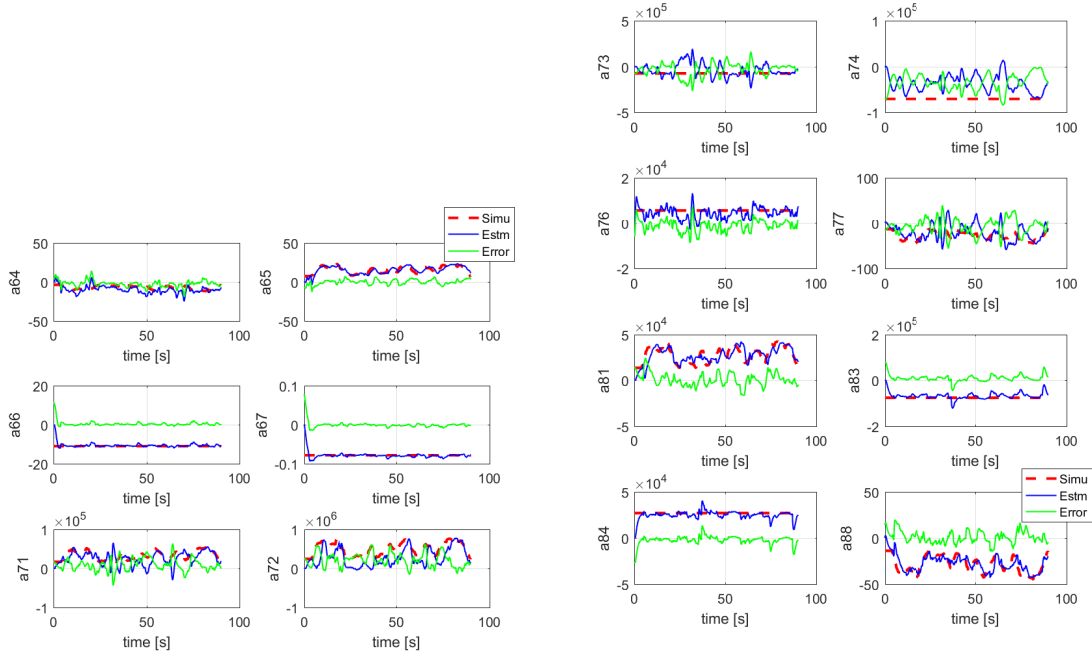 Simu
Estm
Error
50
0
-50
a64
0
50
100
time [s]
50
0
-50
a65
0
50
100
time [s]
20
0
-20
a66
0
50
100
time [s]
0.1
0
-0.1
a67
0
50
100
time [s]
×10^5
1
0
-1
a71
0
50
100
time [s]
×10^6
1
0
-1
a72
0
50
100
time [s]
×10^5
5
0
-5
a73
0
50
100
time [s]
×10^5
1
0
-1
a74
0
50
100
time [s]
×10^4
2
0
-2
a76
0
50
100
time [s]
100
0
-100
a77
0
50
100
time [s]
×10^4
5
0
-5
a81
0
50
100
time [s]
×10^5
2
0
-2
a83
0
50
100
time [s]
×10^4
5
0
-5
a84
0
50
100
time [s]
Simu
Estm
Error
50
0
-50
a88
0
50
100
time [s]